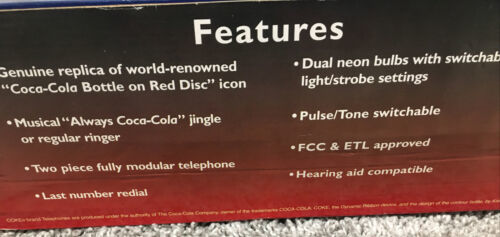 Features
Genuine replica of world-renowned
"Coca-Cola Bottle on Red Disc" icon
• Musical "Always Coca-Cola" jingle
or regular ringer
• Two piece fully modular telephone
• Last number redial
• Dual neon bulbs with switchab
light/strobe settings
• Pulse/Tone switchable
• FCC & ETL approved
• Hearing aid compatible
COKE® brand Telephones are produced under the authority of The Coca-Cola Company, owner of the trademarks COCA-COLA, COKE, the Dynamic Ribbon device, and the design of the contour bottle, by